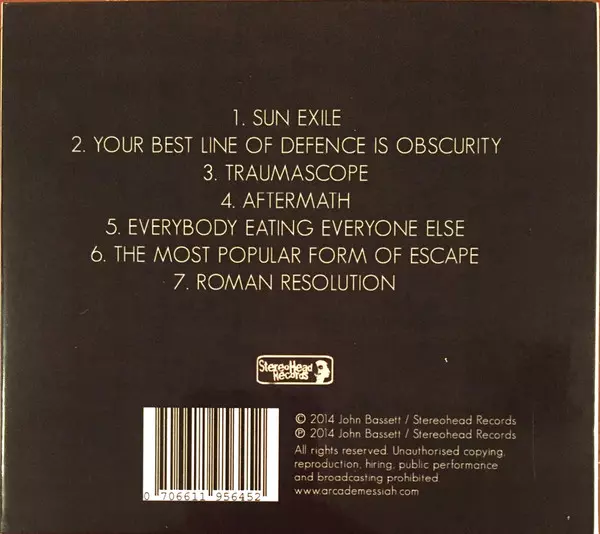 1. SUN EXILE
2. YOUR BEST LINE OF DEFENCE IS OBSCURITY
3. TRAUMASCOPE
4. AFTERMATH
5. EVERYBODY EATING EVERYONE ELSE
6. THE MOST POPULAR FORM OF ESCAPE
7. ROMAN RESOLUTION
StereoHead
Records
© 2014 John Bassett / Stereohead Records
℗ 2014 John Bassett / Stereohead Records
All rights reserved. Unauthorised copying,
reproduction, hiring, public performance
and broadcasting prohibited.
www.arcademessiah.com
0 706611 956452